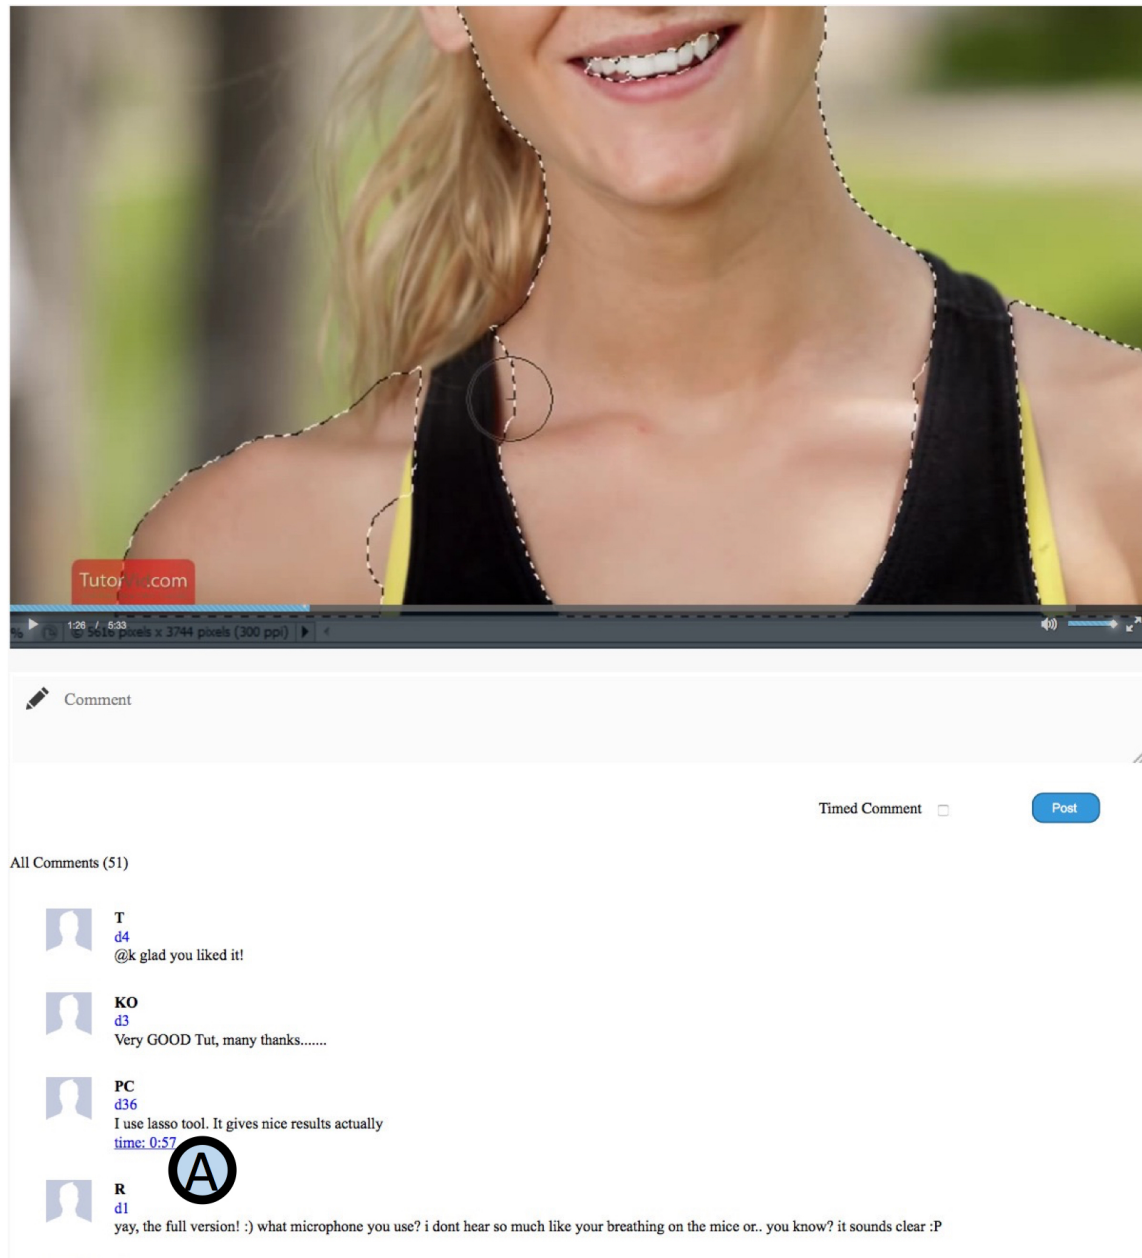 Tutor .com
1:26 / 5:33
% © 5616 pixels x 3744 pixels (300 ppi)
Comment
Timed Comment
Post
All Comments (51)
T
d4
@k glad you liked it!
KO
d3
Very GOOD Tut, many thanks.......
PC
d36
I use lasso tool. It gives nice results actually
time: 0:57
A
R
d1
yay, the full version! :) what microphone you use? i dont hear so much like your breathing on the mice or.. you know? it sounds clear :P